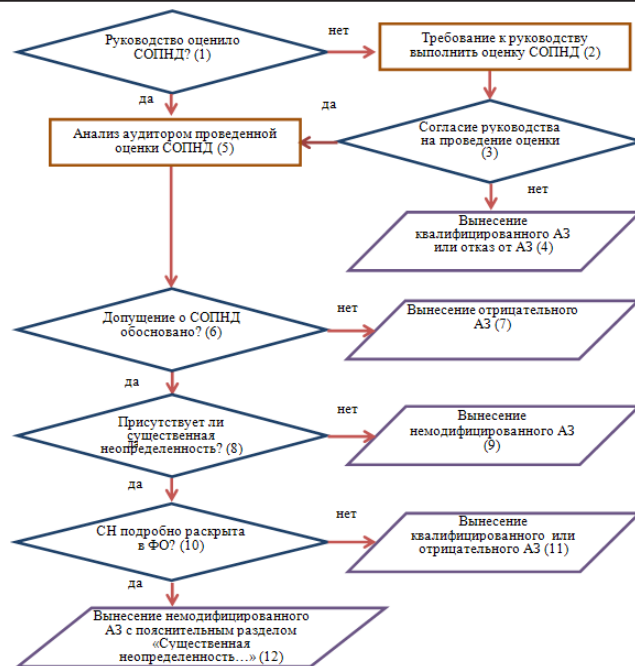 Руководство оценило
СОПНД? (1)
нет
Требование к руководству
выполнить оценку СОПНД (2)
да
да
Анализ аудитором проведенной
оценки СОПНД (5)
Согласие руководства
на проведение оценки
(3)
нет
Вынесение
квалифицированного АЗ
или отказ от АЗ (4)
Допущение о СОПНД
обосновано? (6)
нет
Вынесение отрицательного
АЗ (7)
да
Присутствует ли
существенная
неопределенность? (8)
да
нет
Вынесение
немодифицированного АЗ
(9)
да
СН подробно раскрыта
в ФО? (10)
нет
Вынесение
квалифицированного или
отрицательного АЗ (11)
да
Вынесение немодифицированного
АЗ с пояснительным разделом
«Существенная
неопределенность…» (12)